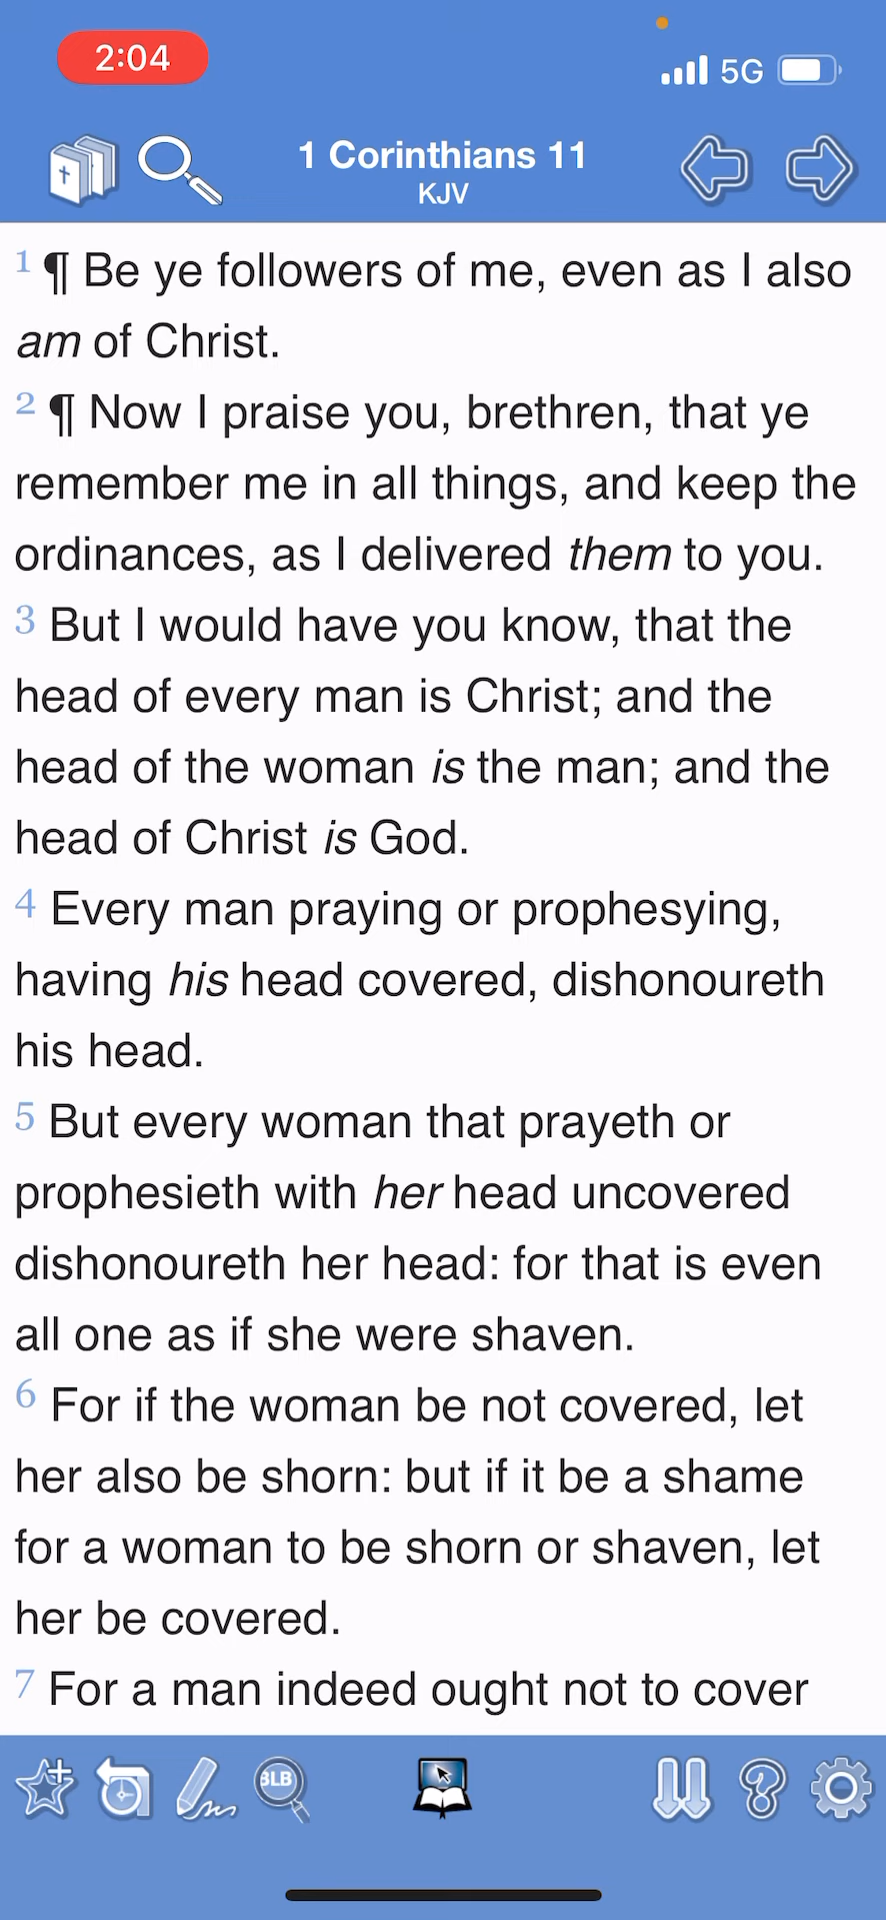 2:04
5G
1 Corinthians 11
KJV
1 ¶ Be ye followers of me, even as I also
am of Christ.
2 ¶ Now I praise you, brethren, that ye
remember me in all things, and keep the
ordinances, as I delivered them to you.
3 But I would have you know, that the
head of every man is Christ; and the
head of the woman is the man; and the
head of Christ is God.
4 Every man praying or prophesying,
having his head covered, dishonoureth
his head.
5 But every woman that prayeth or
prophesieth with her head uncovered
dishonoureth her head: for that is even
all one as if she were shaven.
6 For if the woman be not covered, let
her also be shorn: but if it be a shame
for a woman to be shorn or shaven, let
her be covered.
7 For a man indeed ought not to cover
BLB